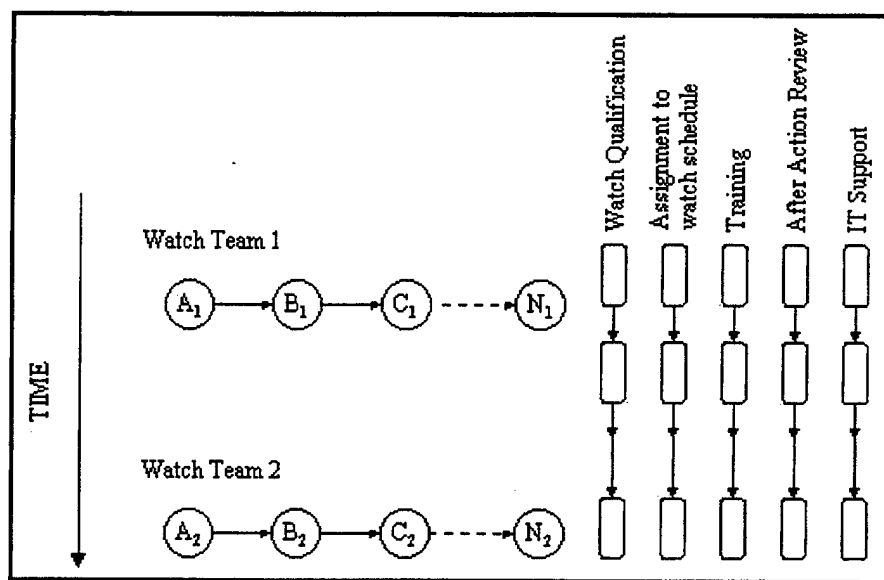 Watch Qualification
Assignment to
watch schedule
Training
After Action Review
IT Support
TIME
Watch Team 1
A1 B1 C1 N1
Watch Team 2
A2 B2 C2 N2